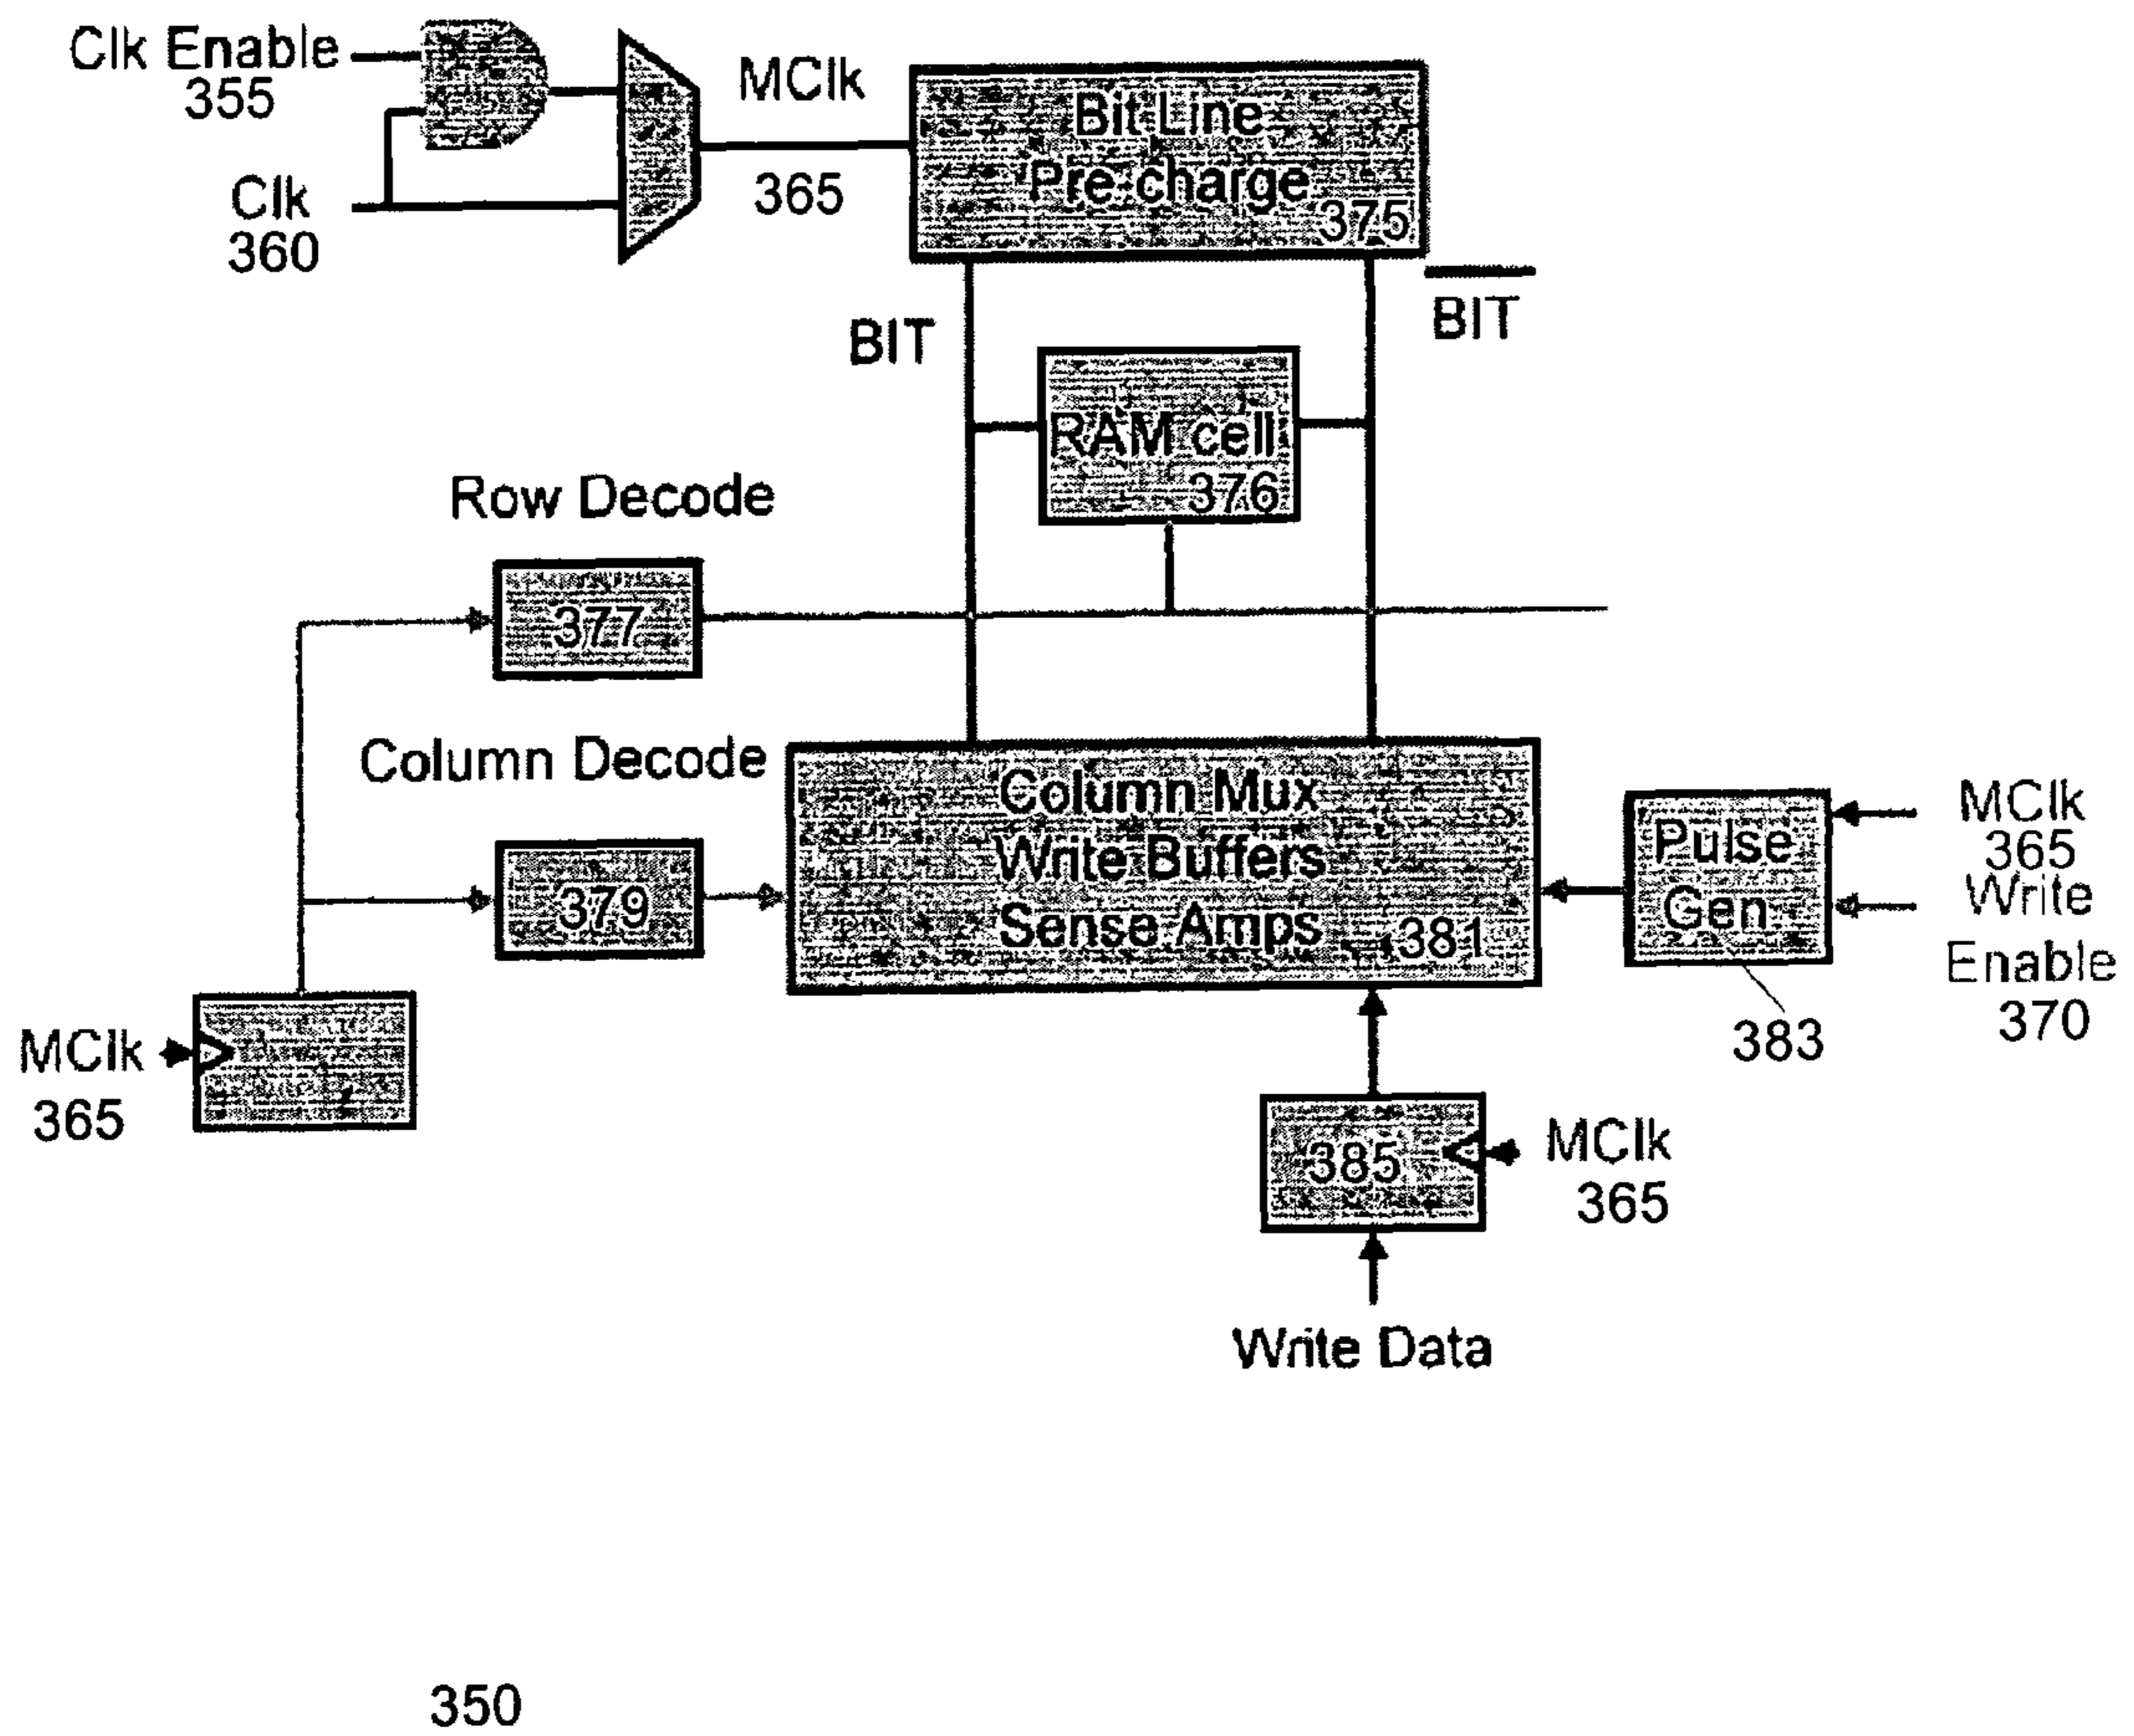 Clk Enable
355
Clk
360
MClk
365
Bit Line
Pre-charge
375
BIT
BIT
RAM cell
376
Row Decode
377
Column Decode
379
Column Mux
Write Buffers
Sense Amps
381
Pulse
Gen
383
MClk
365
Write
Enable
370
MClk
365
385
MClk
365
Write Data
350